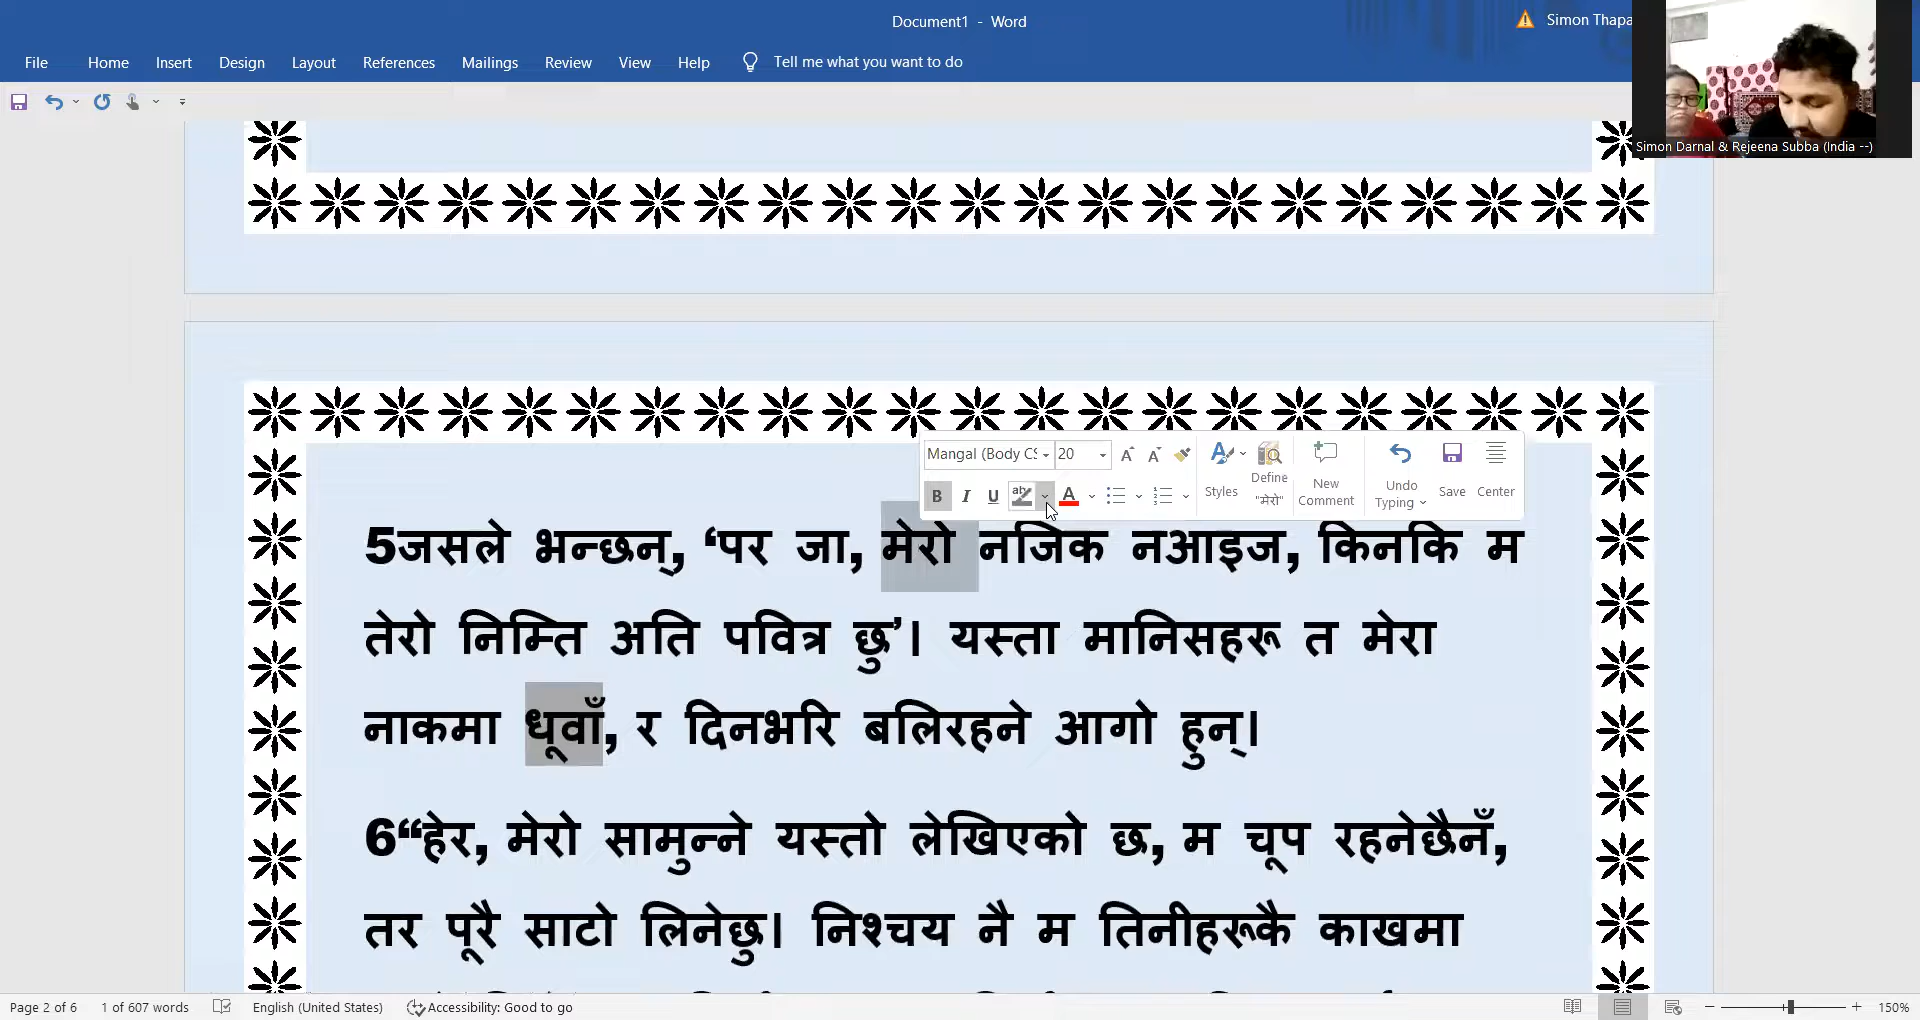 Document1 - Word
Simon Thapa
File Home Insert Design Layout References Mailings Review View Help Tell me what you want to do
Simon Darnal & Rejeena Subba (India --)
Mangal (Body CS 20
Styles Define "मेरो" New Comment Undo Typing Save Center
B I U ab A
5जसले भन्छन्, ‘पर जा, मेरो नजिक नआइज, किनकि म
तेरो निम्ति अति पवित्र छु’। यस्ता मानिसहरू त मेरा
नाकमा धूवाँ, र दिनभरि बलिरहने आगो हुन्।
6“हेर, मेरो सामुन्ने यस्तो लेखिएको छ, म चूप रहनेछैनँ,
तर पूरै साटो लिनेछु। निश्चय नै म तिनीहरूकै काखमा
Page 2 of 6 1 of 607 words English (United States) Accessibility: Good to go 150%